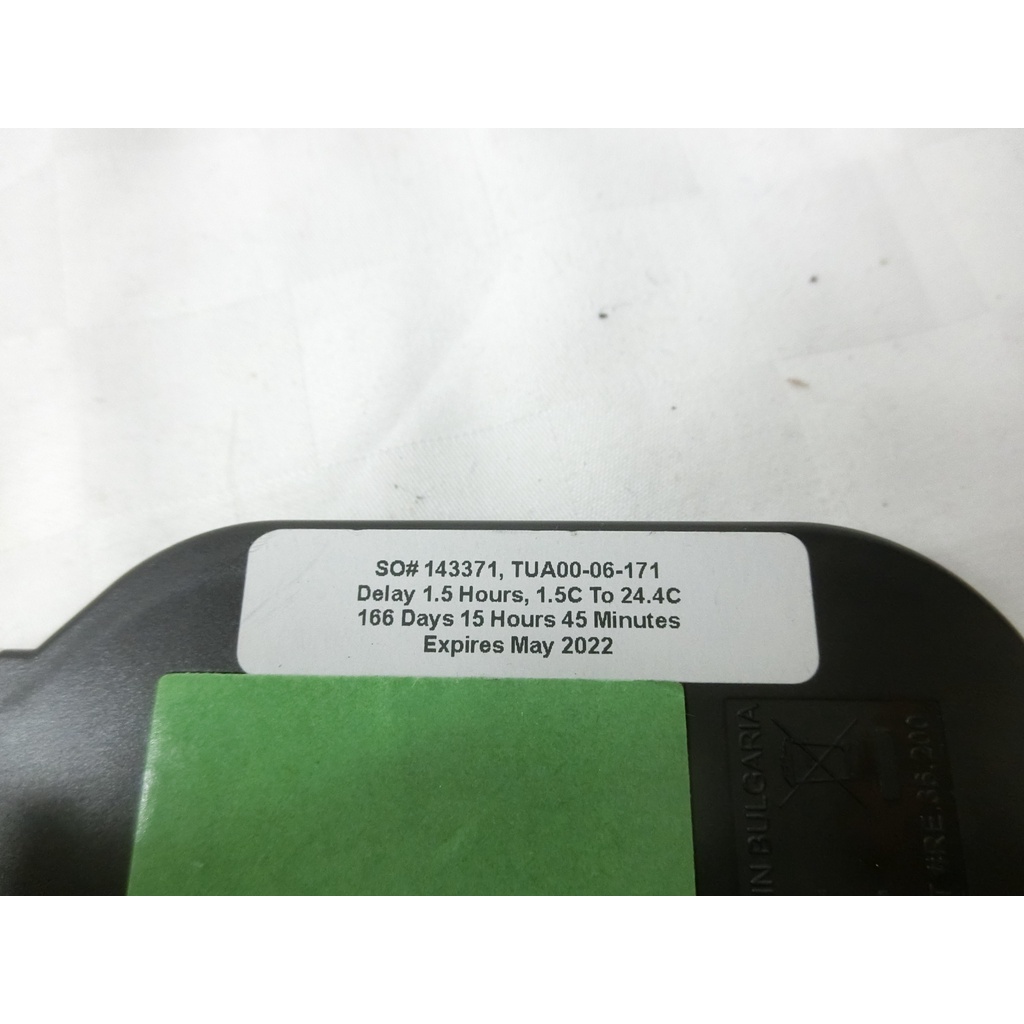 SO# 143371, TUA00-06-171
Delay 1.5 Hours, 1.5C To 24.4C
166 Days 15 Hours 45 Minutes
Expires May 2022
IN BULGARIA